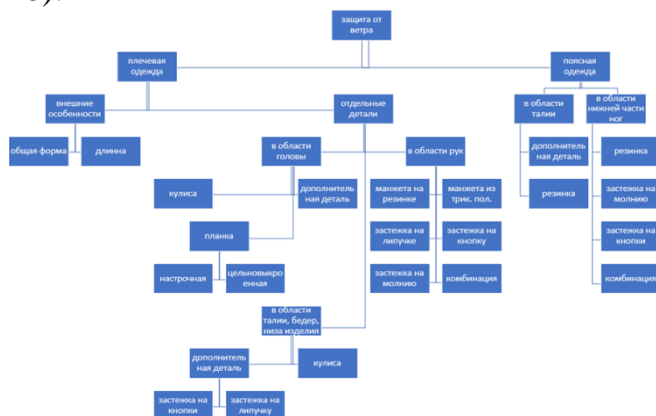 защита от
ветра
плечевая
одежда
поясная
одежда
внешние
особенности
отдельные
детали
в области
талии
в области
нижней части
ног
общая форма
длинна
в области
головы
в области рук
дополнитель
ная деталь
резинка
кулиса
дополнитель
ная деталь
манжета на
резинке
манжета из
трик. пол.
резинка
застежка на
молнию
планка
застежка на
липучке
застежка на
кнопку
застежка на
кнопки
настрочная
цельновыкро
енная
застежка на
молнию
комбинация
комбинация
в области
талии, бедер,
низа изделия
дополнитель
ная деталь
кулиса
застежка на
кнопки
застежка на
липучку